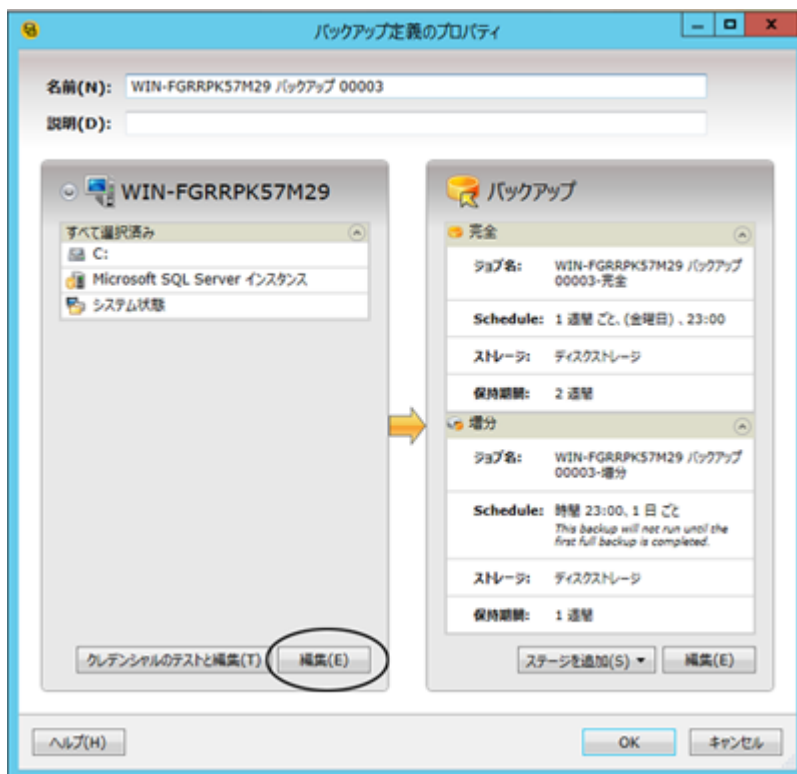 バックアップ定義のプロパティ
名前(N): WIN-FGRRPK57M29 バックアップ 00003
説明(D):
WIN-FGRRPK57M29
すべて選択済み
C:
Microsoft SQL Server インスタンス
システム状態
クレデンシャルのテストと編集(T)
編集(E)
バックアップ
完全
ジョブ名: WIN-FGRRPK57M29 バックアップ
00003-完全
Schedule: 1 週間 ごと、(金曜日) 、23:00
ストレージ: ディスクストレージ
保持期間: 2 週間
増分
ジョブ名: WIN-FGRRPK57M29 バックアップ
00003-増分
Schedule: 時間 23:00、1 日 ごと
This backup will not run until the
first full backup is completed.
ストレージ: ディスクストレージ
保持期間: 1 週間
ステージを追加(S)
編集(E)
ヘルプ(H)
OK
キャンセル